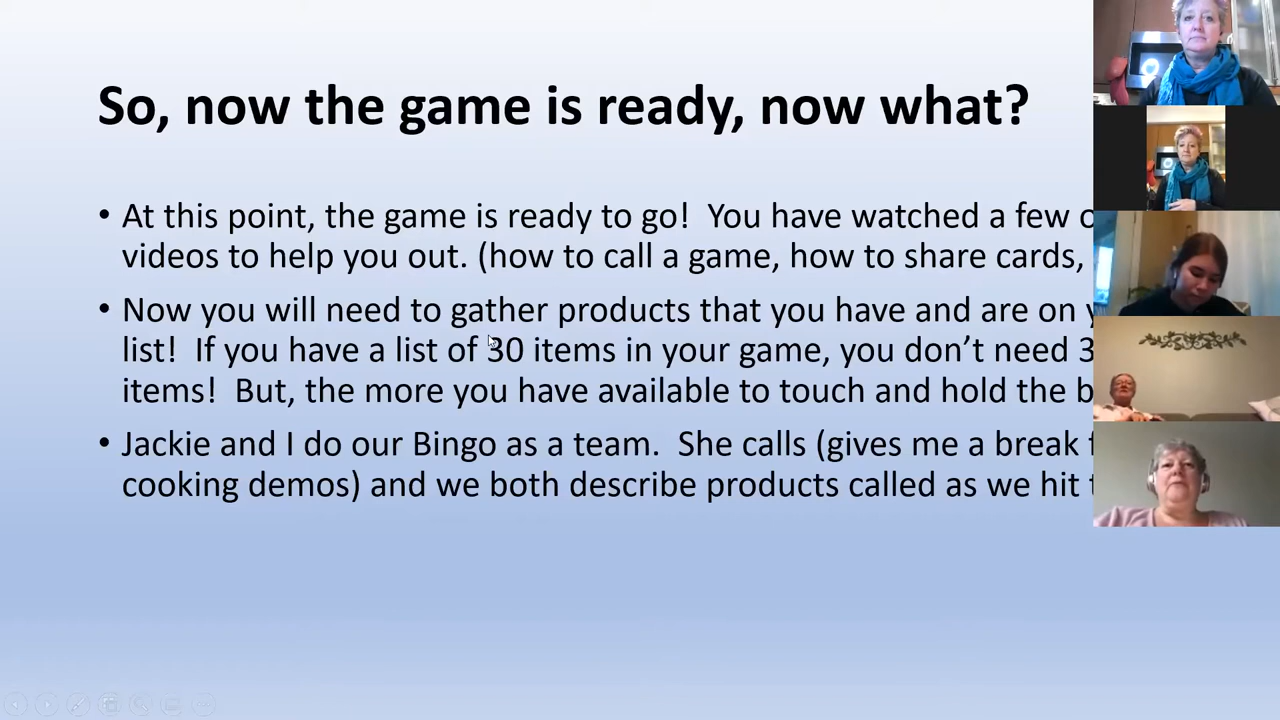 So, now the game is ready, now what?
• At this point, the game is ready to go!  You have watched a few
videos to help you out. (how to call a game, how to share cards,
• Now you will need to gather products that you have and are on
list!  If you have a list of 30 items in your game, you don’t need
items!  But, the more you have available to touch and hold the
• Jackie and I do our Bingo as a team.  She calls (gives me a break
cooking demos) and we both describe products called as we hit